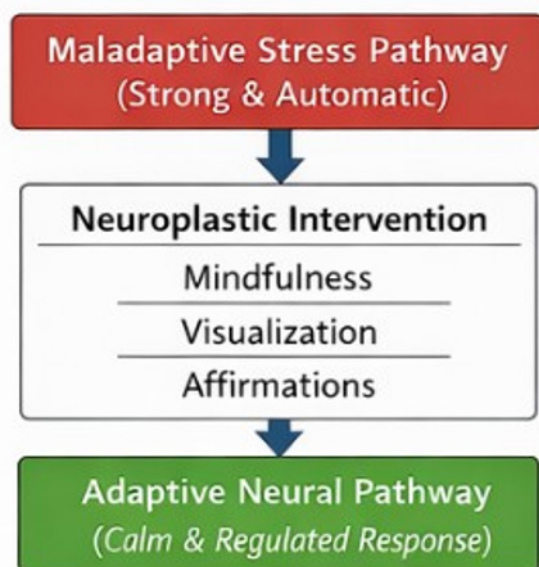 Maladaptive Stress Pathway
(Strong & Automatic)
Neuroplastic Intervention
Mindfulness
Visualization
Affirmations
Adaptive Neural Pathway
(Calm & Regulated Response)